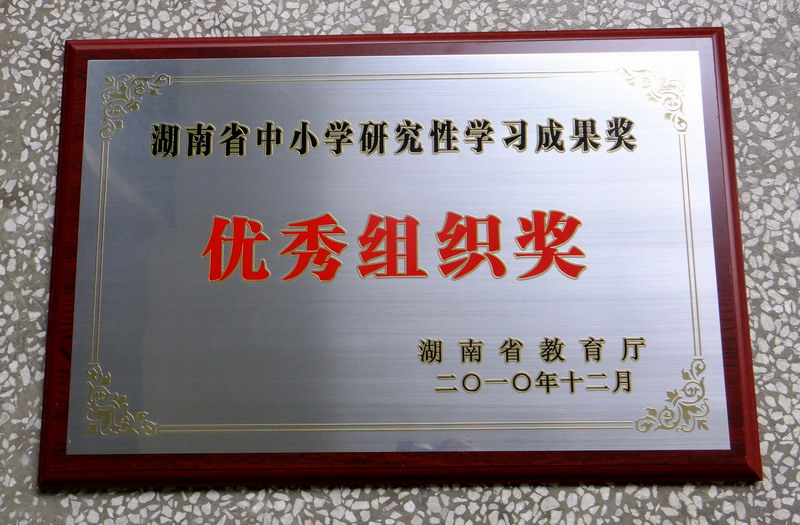 湖南省中小学研究性学习成果奖
优秀组织奖
湖南省教育厅
二〇一〇年十二月